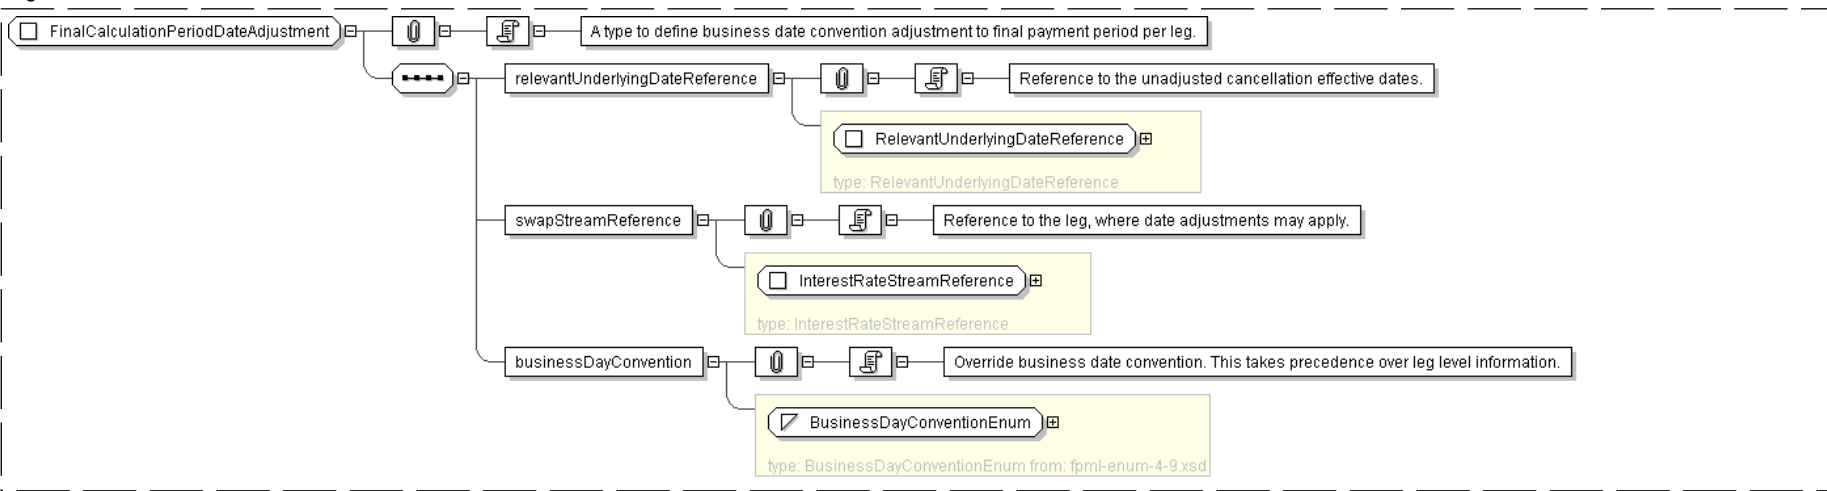 FinalCalculationPeriodDateAdjustment
A type to define business date convention adjustment to final payment period per leg.
relevantUnderlyingDateReference
Reference to the unadjusted cancellation effective dates.
RelevantUnderlyingDateReference
type: RelevantUnderlyingDateReference
swapStreamReference
Reference to the leg, where date adjustments may apply.
InterestRateStreamReference
type: InterestRateStreamReference
businessDayConvention
Override business date convention. This takes precedence over leg level information.
BusinessDayConventionEnum
type: BusinessDayConventionEnum from: fpml-enum-4-9.xsd